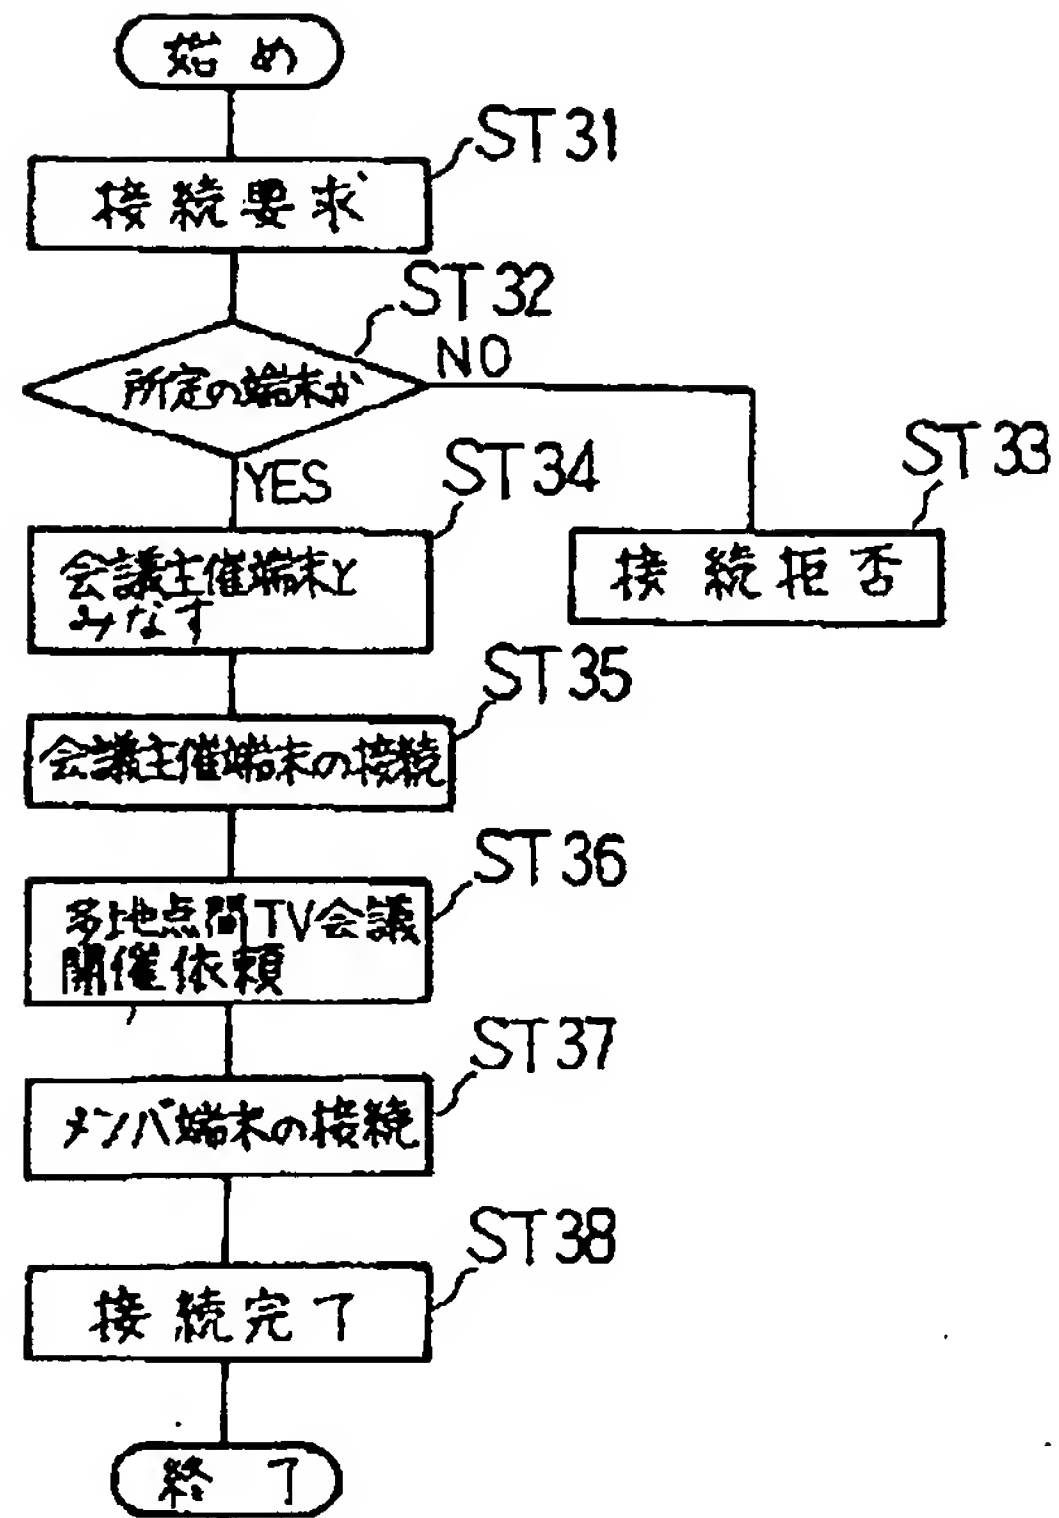 始め
ST31
接続要求
ST32
所定の端末か
NO
YES
ST34
ST33
会議主催端末と
みなす
接続拒否
ST35
会議主催端末の接続
ST36
多地点間TV会議
開催依頼
ST37
メンバ端末の接続
ST38
接続完了
終了